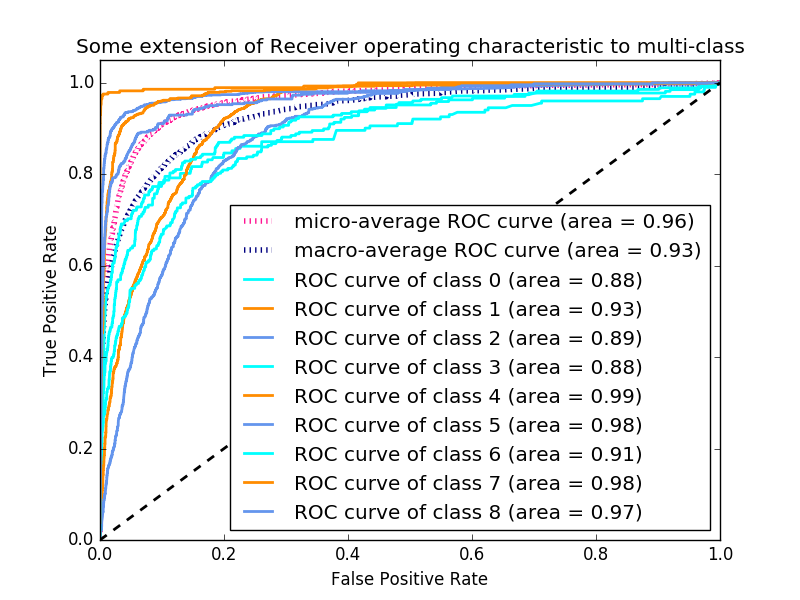 Some extension of Receiver operating characteristic to multi-class
1.0
0.8
0.6
0.4
0.2
0.0
True Positive Rate
micro-average ROC curve (area = 0.96)
macro-average ROC curve (area = 0.93)
ROC curve of class 0 (area = 0.88)
ROC curve of class 1 (area = 0.93)
ROC curve of class 2 (area = 0.89)
ROC curve of class 3 (area = 0.88)
ROC curve of class 4 (area = 0.99)
ROC curve of class 5 (area = 0.98)
ROC curve of class 6 (area = 0.91)
ROC curve of class 7 (area = 0.98)
ROC curve of class 8 (area = 0.97)
0.0 0.2 0.4 0.6 0.8 1.0
False Positive Rate